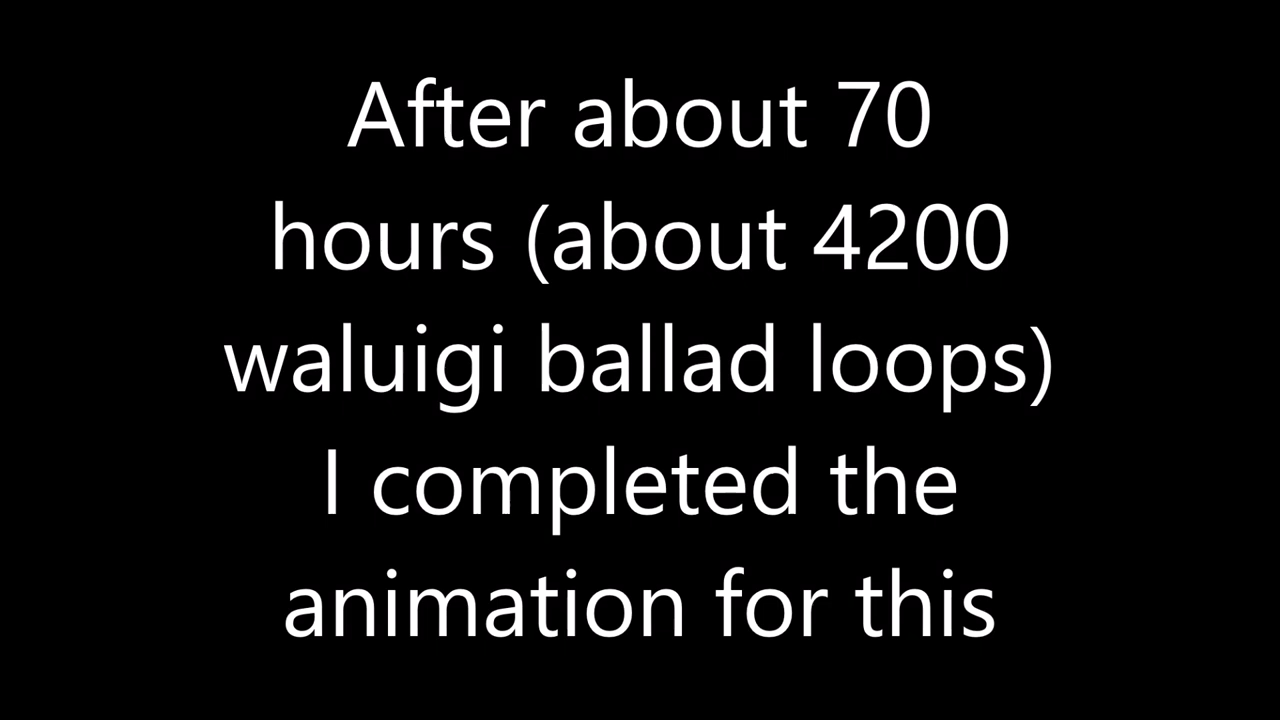 After about 70
hours (about 4200
waluigi ballad loops)
I completed the
animation for this